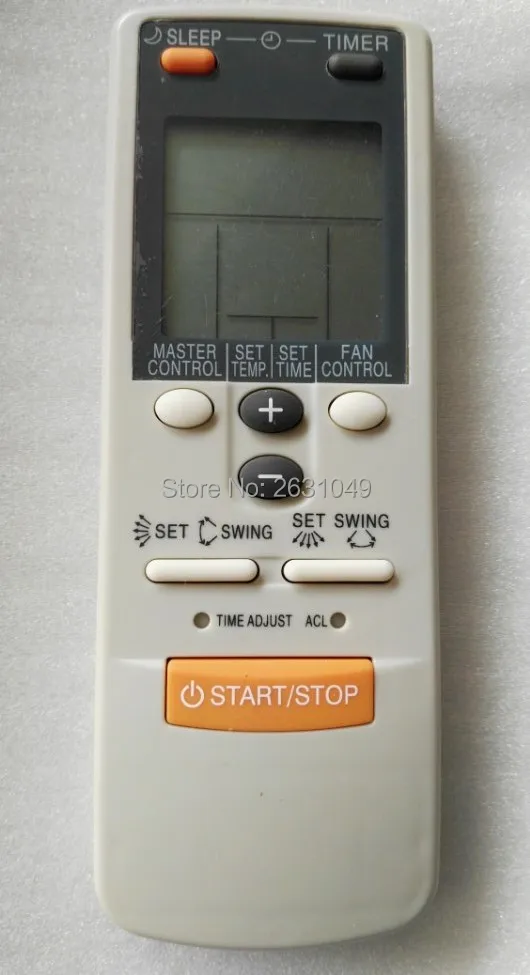 SLEEP TIMER
MASTER CONTROL
SET TEMP.
SET TIME
FAN CONTROL
+
−
Store No: 2631049
SET SWING
SET SWING
TIME ADJUST ACL
START/STOP